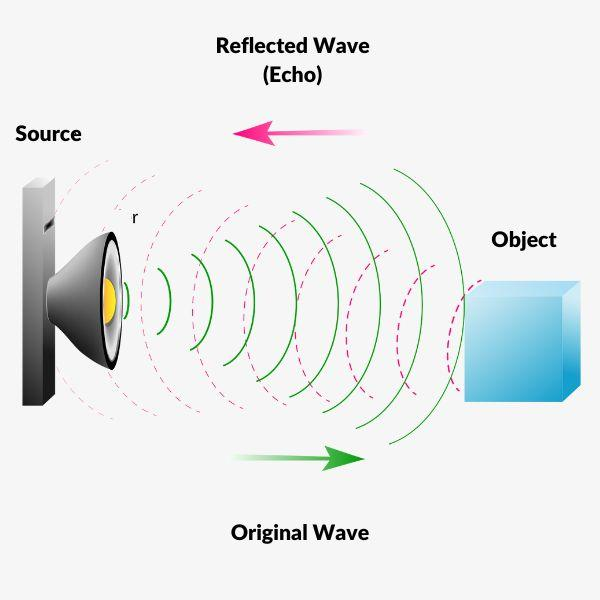 Reflected Wave
(Echo)
Source
r
Object
Original Wave